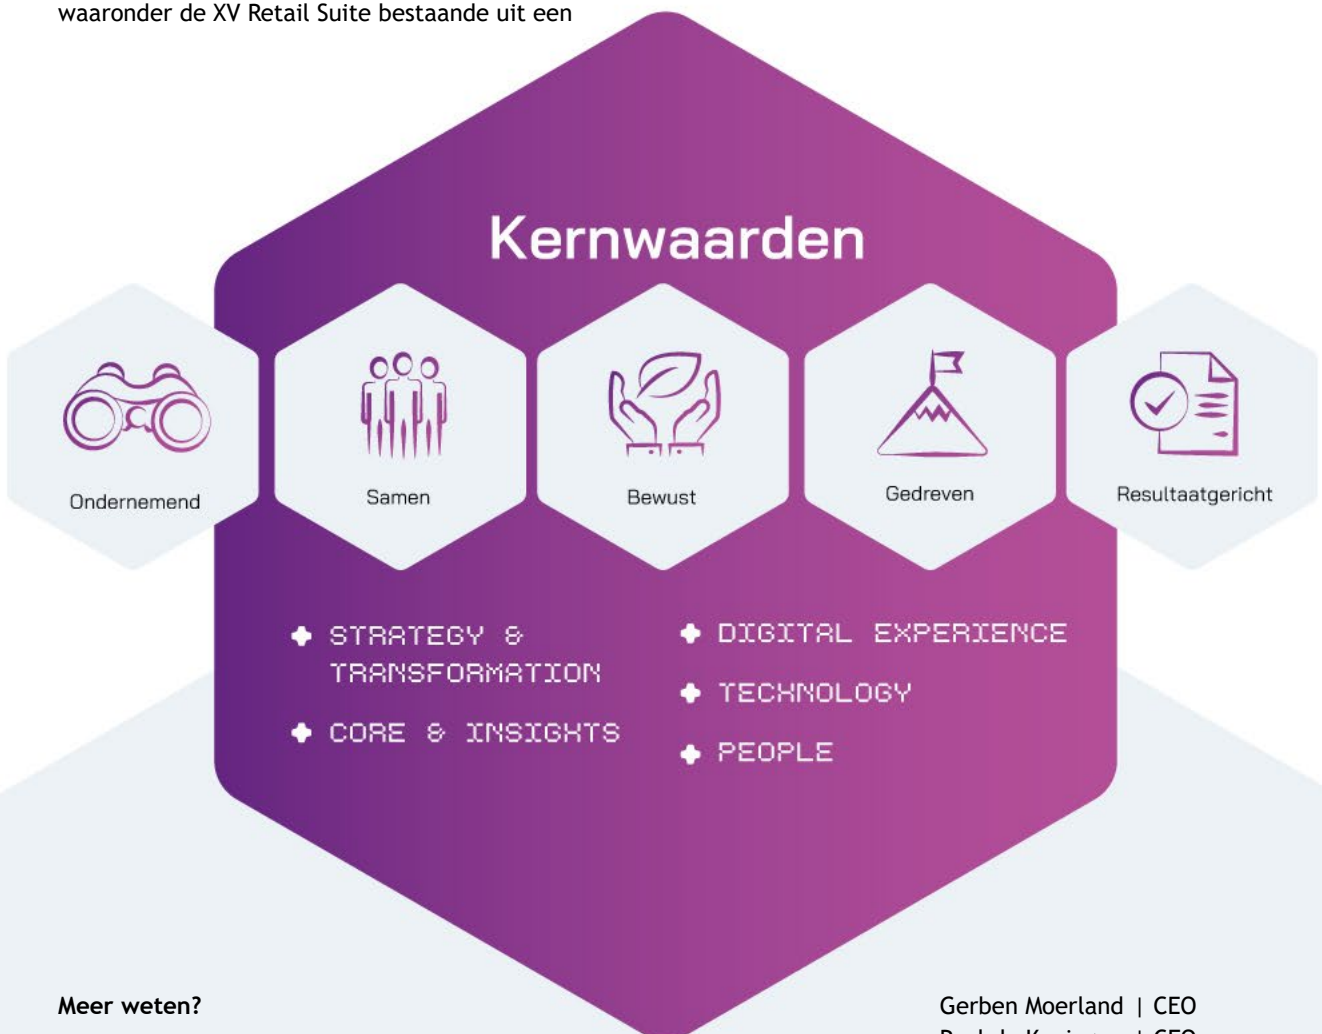 waaronder de XV Retail Suite bestaande uit een
Kernwaarden
Ondernemend
Samen
Bewust
Gedreven
Resultaatgericht
STRATEGY &
TRANSFORMATION
CORE & INSIGHTS
DIGITAL EXPERIENCE
TECHNOLOGY
PEOPLE
Meer weten?
Gerben Moerland | CEO